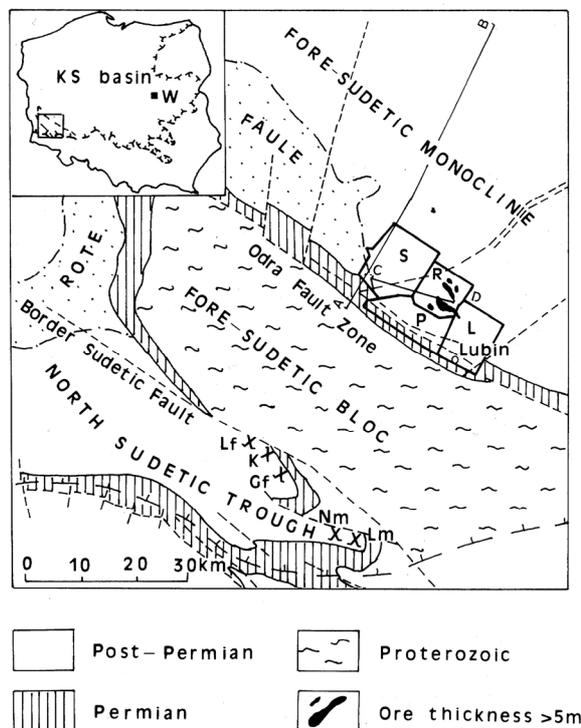 KS basin
W
B
FORE-SUDETIC MONOCLINE
FÄULE
ROTE
S
C
R
D
A
P
L
Lubin
Odra Fault Zone
FORE SUDETIC BLOC
Border Sudetic Fault
NORTH SUDETIC TROUGH
Lf
K
Gf
Nm
Lm
0 10 20 30km
Post-Permian
Proterozoic
Permian
Ore thickness >5m